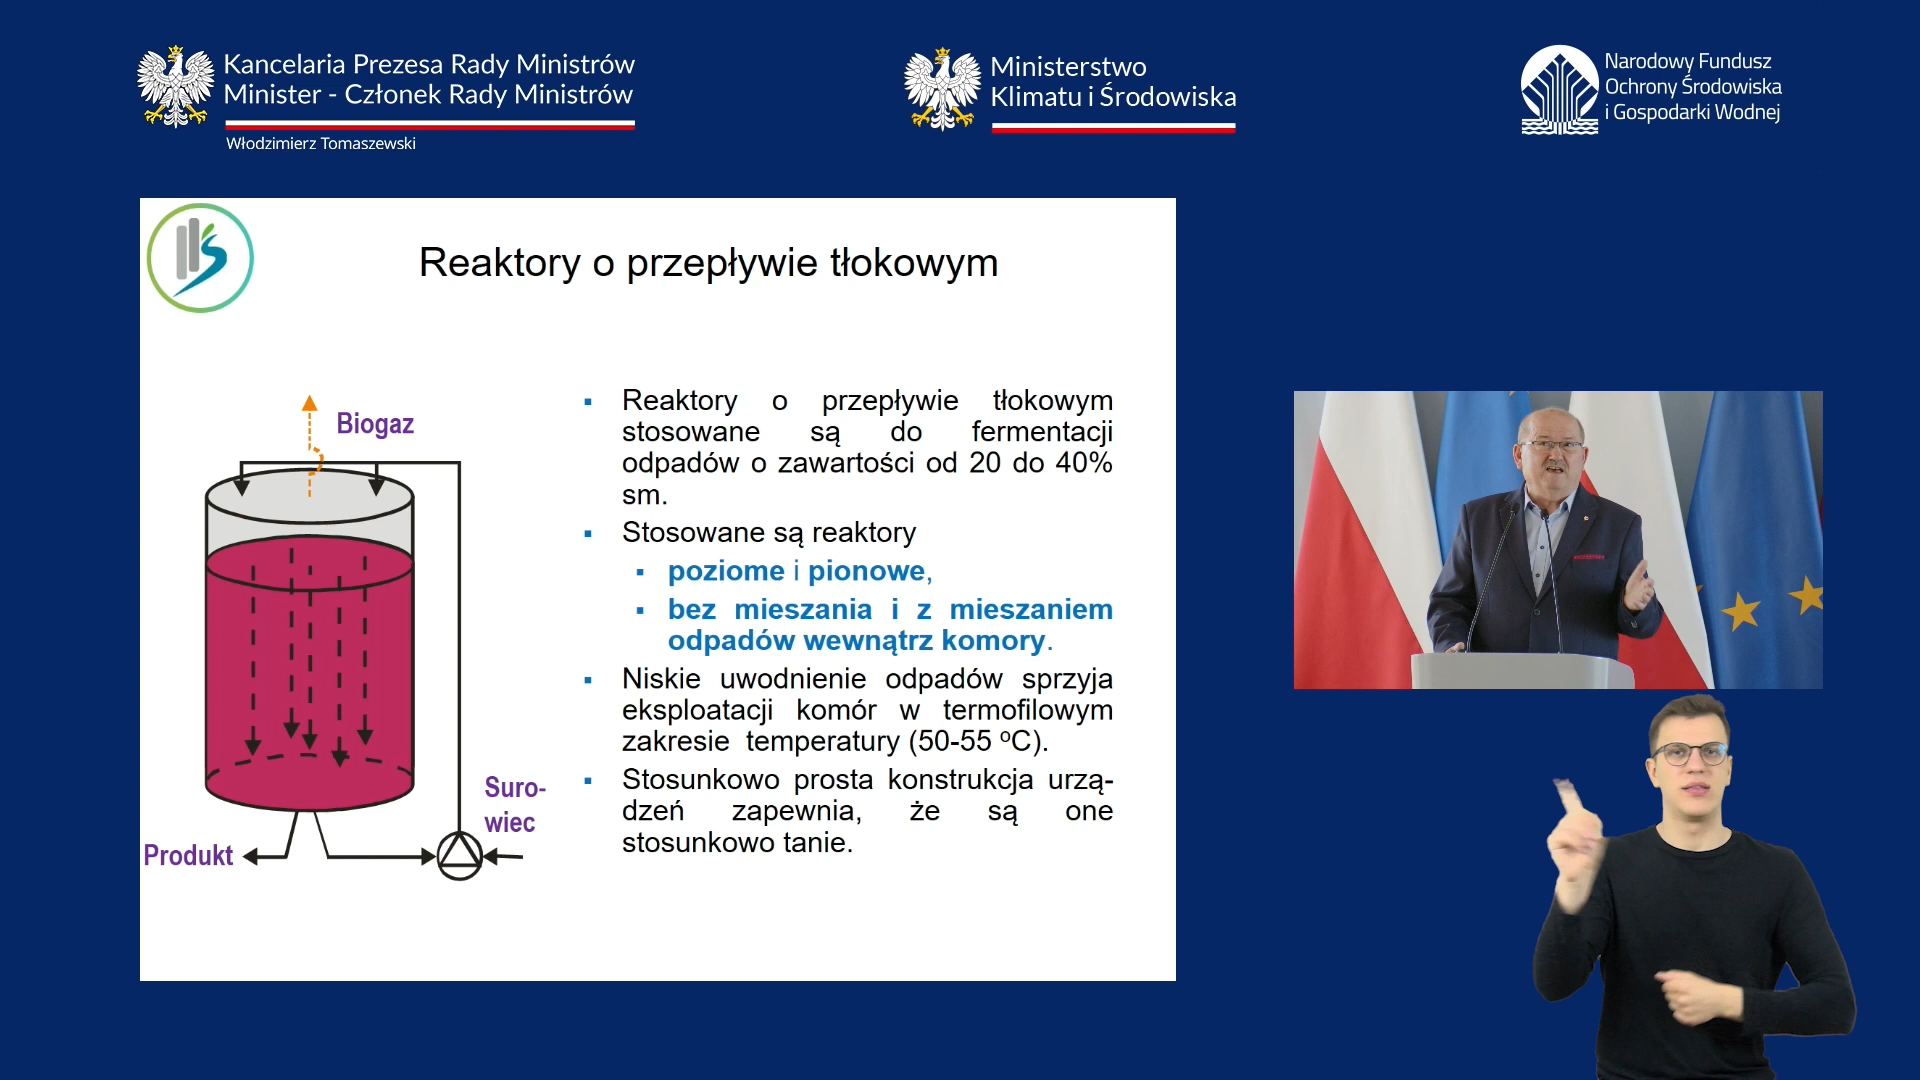 Kancelaria Prezesa Rady Ministrów
Minister - Członek Rady Ministrów
Włodzimierz Tomaszewski
Ministerstwo
Klimatu i Środowiska
Narodowy Fundusz
Ochrony Środowiska
i Gospodarki Wodnej
Reaktory o przepływie tłokowym
Biogaz
Suro-
wiec
Produkt
▪ Reaktory o przepływie tłokowym
stosowane są do fermentacji
odpadów o zawartości od 20 do 40%
sm.
▪ Stosowane są reaktory
▪ poziome i pionowe,
▪ bez mieszania i z mieszaniem
odpadów wewnątrz komory.
▪ Niskie uwodnienie odpadów sprzyja
eksploatacji komór w termofilowym
zakresie temperatury (50-55 °C).
▪ Stosunkowo prosta konstrukcja urzą-
dzeń zapewnia, że są one
stosunkowo tanie.